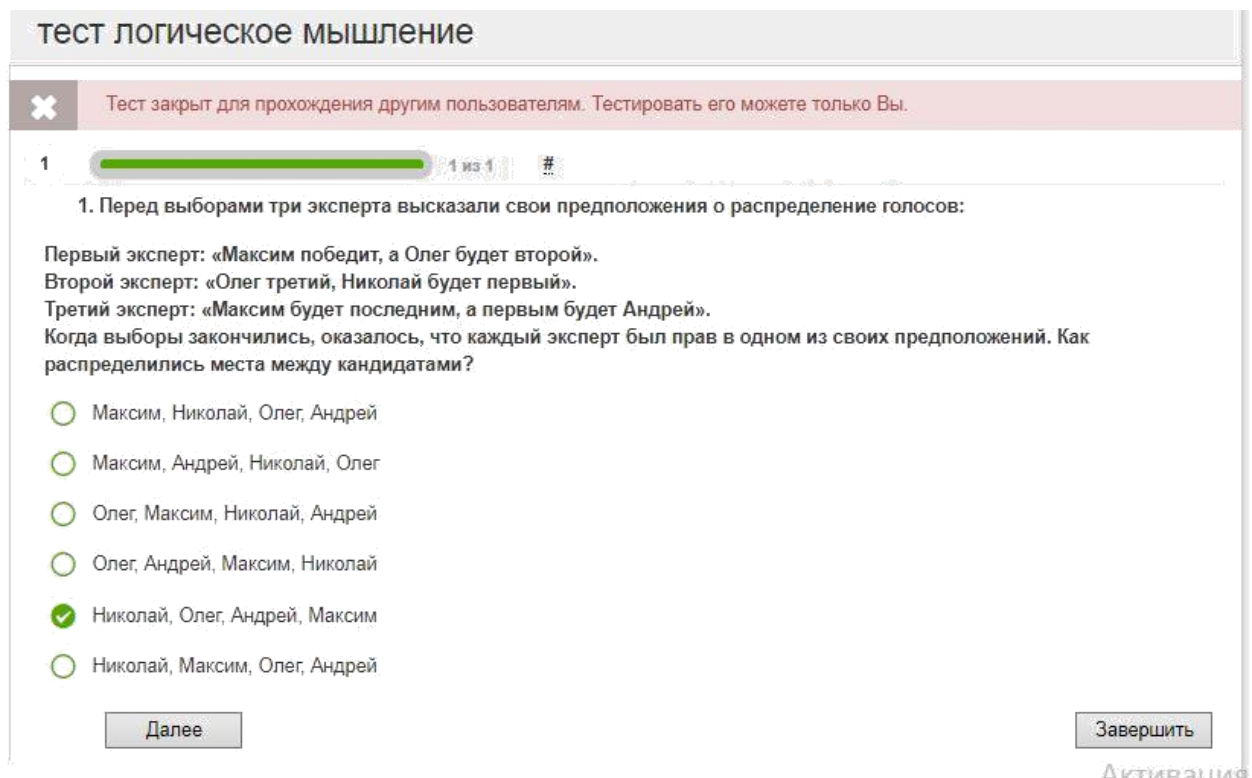 тест логическое мышление
Тест закрыт для прохождения другим пользователям. Тестировать его можете только Вы.
1 1 из 1 #
1. Перед выборами три эксперта высказали свои предположения о распределение голосов:
Первый эксперт: «Максим победит, а Олег будет второй».
Второй эксперт: «Олег третий, Николай будет первый».
Третий эксперт: «Максим будет последним, а первым будет Андрей».
Когда выборы закончились, оказалось, что каждый эксперт был прав в одном из своих предположений. Как
распределились места между кандидатами?
Максим, Николай, Олег, Андрей
Максим, Андрей, Николай, Олег
Олег, Максим, Николай, Андрей
Олег, Андрей, Максим, Николай
Николай, Олег, Андрей, Максим
Николай, Максим, Олег, Андрей
Далее Завершить
Активация